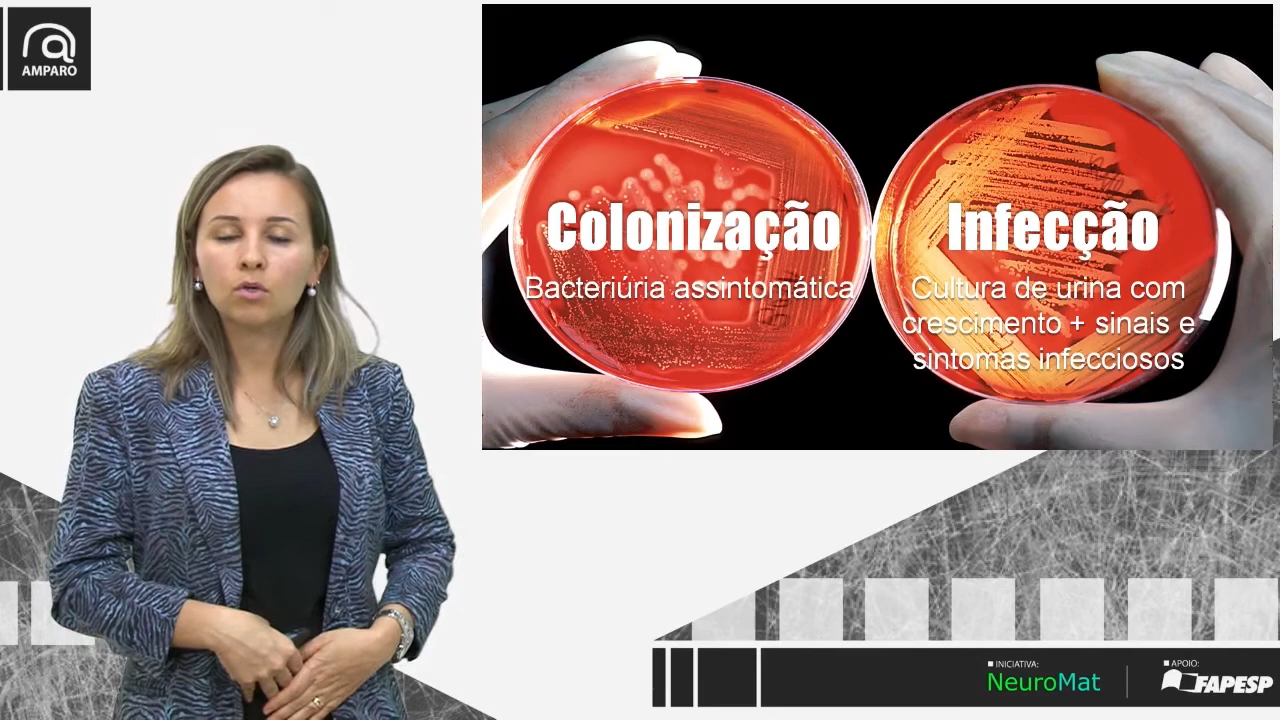 AMPARO
Colonização
Bacteriúria assintomática
Infecção
Cultura de urina com
crescimento + sinais e
sintomas infecciosos
INICIATIVA:
NeuroMat
APOIO:
FAPESP